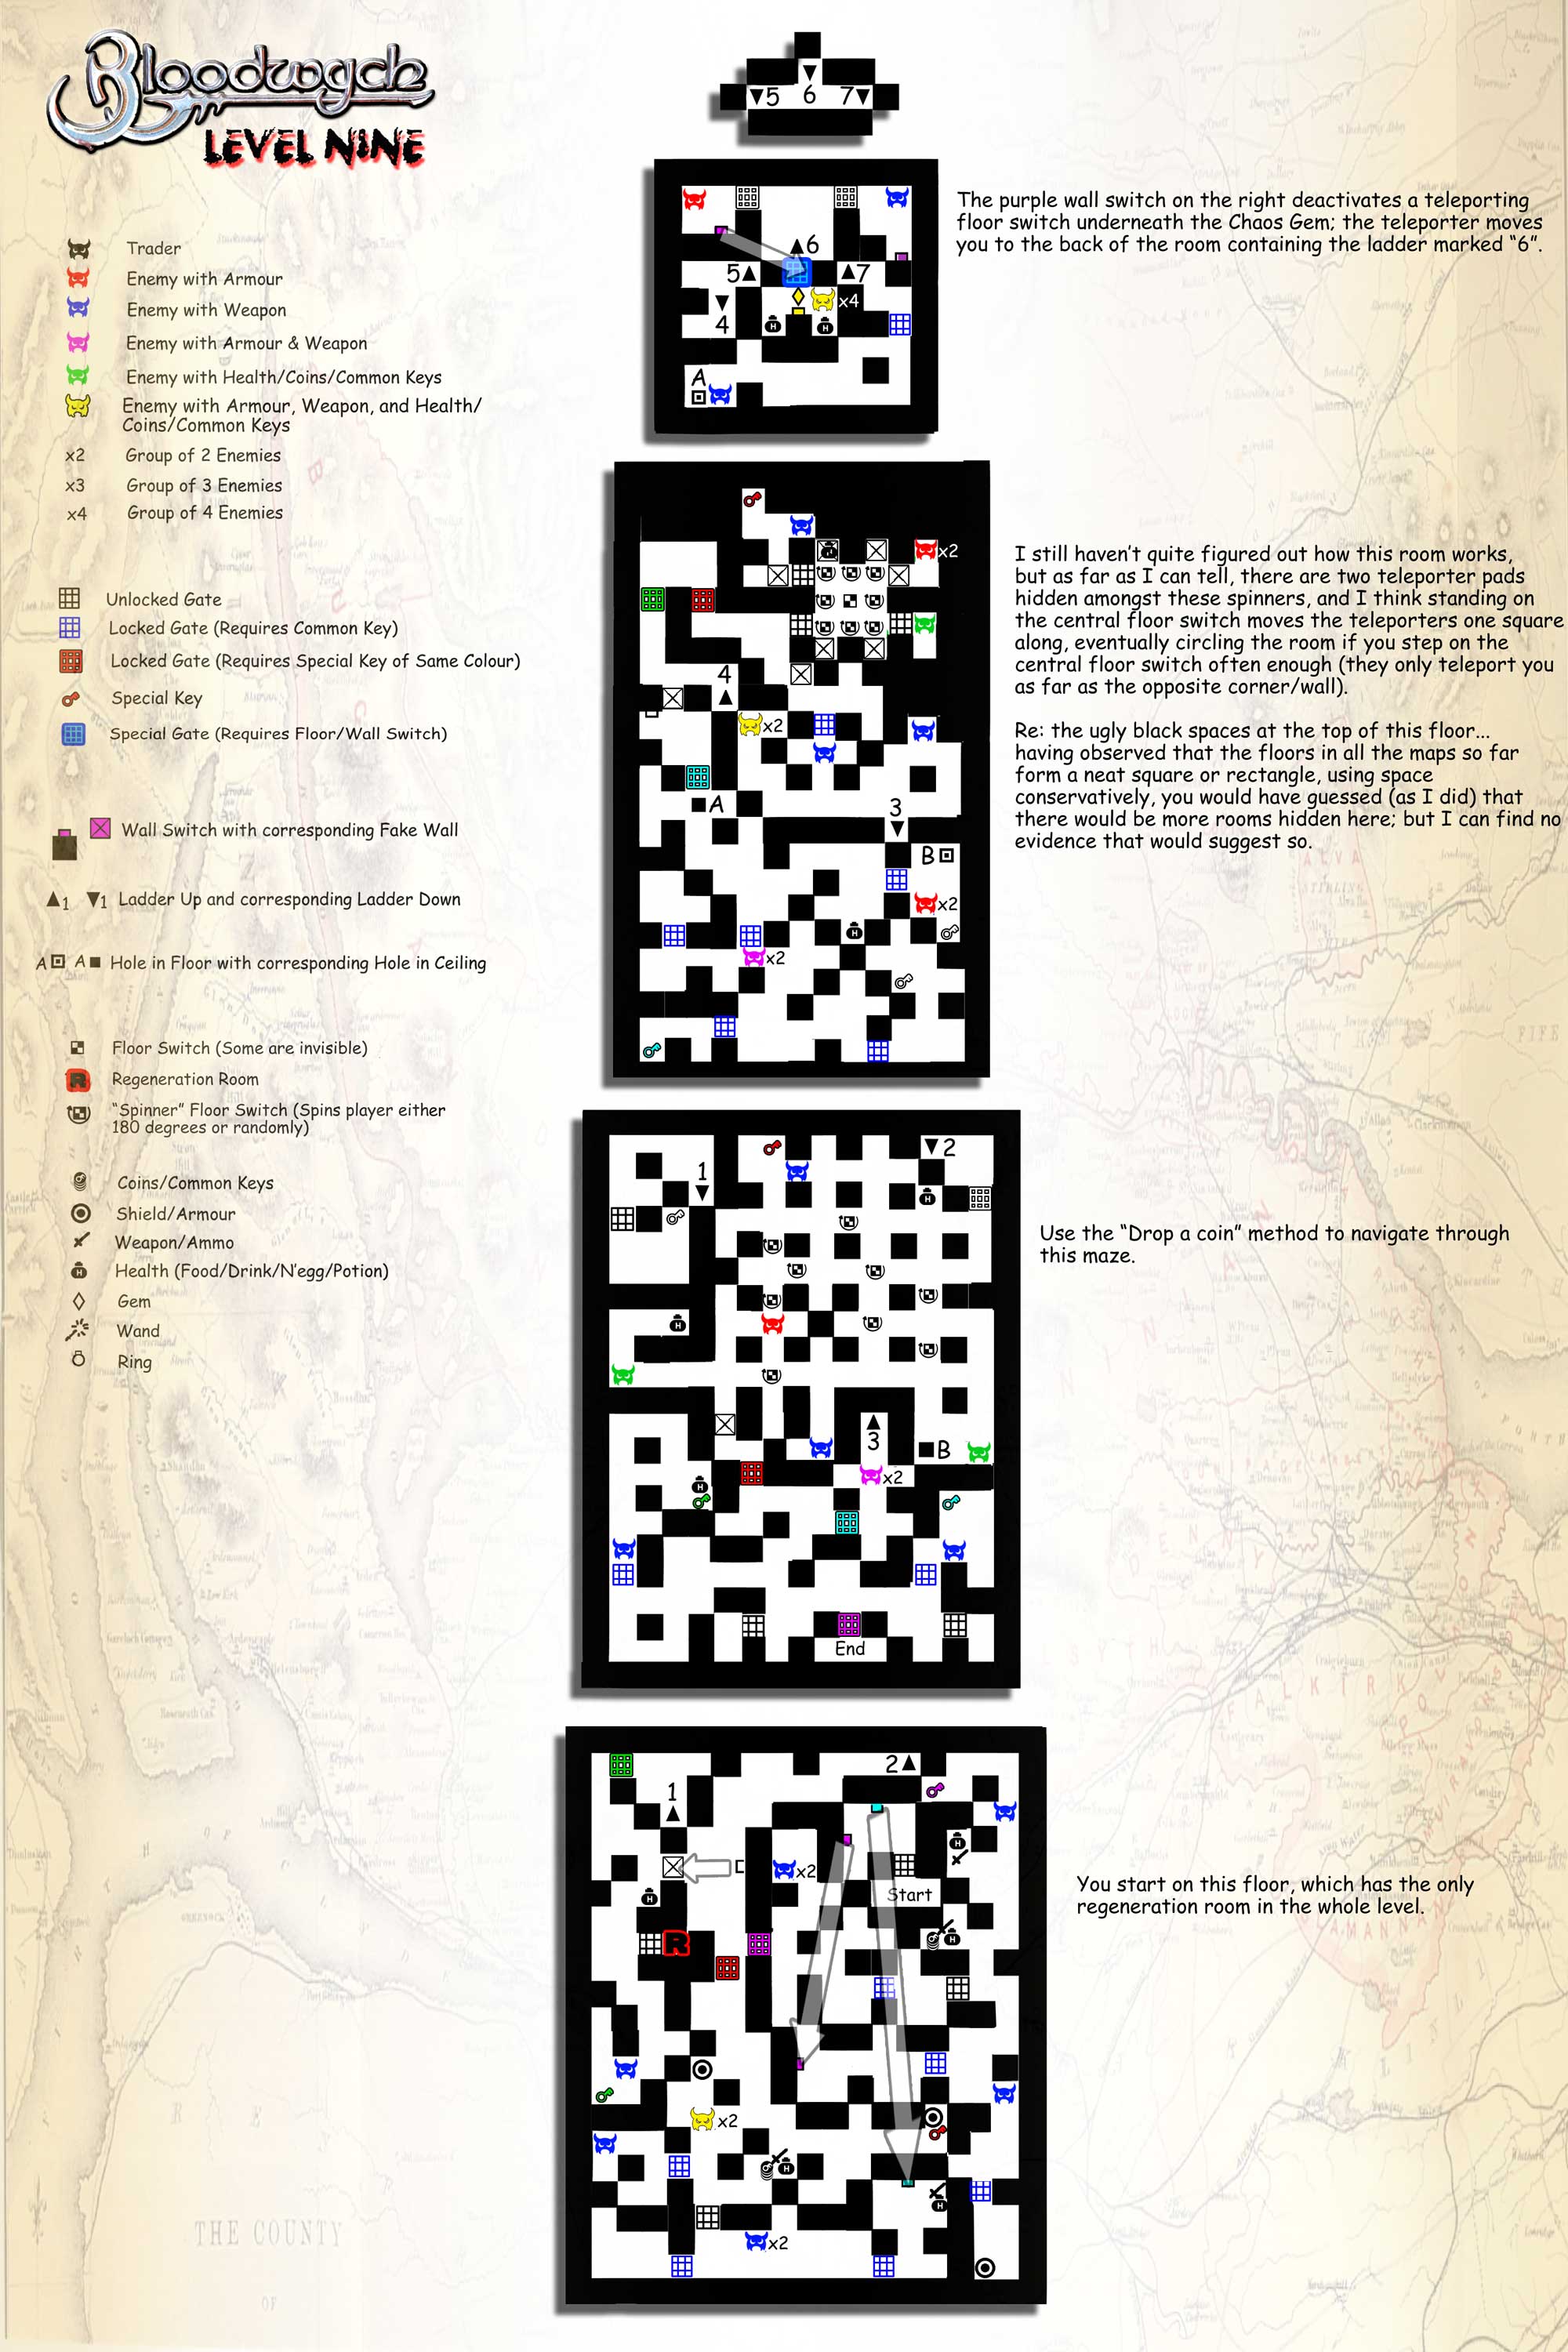 Bloodwych
LEVEL NINE
▼5 6 7▼
The purple wall switch on the right deactivates a teleporting
floor switch underneath the Chaos Gem; the teleporter moves
you to the back of the room containing the ladder marked "6".
▲6
5▲
▲7
x4
4
A
Trader
Enemy with Armour
Enemy with Weapon
Enemy with Armour & Weapon
Enemy with Health/Coins/Common Keys
Enemy with Armour, Weapon, and Health/
Coins/Common Keys
x2 Group of 2 Enemies
x3 Group of 3 Enemies
x4 Group of 4 Enemies
Unlocked Gate
Locked Gate (Requires Common Key)
Locked Gate (Requires Special Key of Same Colour)
Special Key
Special Gate (Requires Floor/Wall Switch)
Wall Switch with corresponding Fake Wall
▲1 ▼1 Ladder Up and corresponding Ladder Down
A A Hole in Floor with corresponding Hole in Ceiling
Floor Switch (Some are invisible)
R Regeneration Room
"Spinner" Floor Switch (Spins player either
180 degrees or randomly)
Coins/Common Keys
Shield/Armour
Weapon/Ammo
H Health (Food/Drink/N'egg/Potion)
Gem
Wand
Ring
x2
I still haven't quite figured out how this room works,
but as far as I can tell, there are two teleporter pads
hidden amongst these spinners, and I think standing on
the central floor switch moves the teleporters one square
along, eventually circling the room if you step on the
central floor switch often enough (they only teleport you
as far as the opposite corner/wall).
Re: the ugly black spaces at the top of this floor...
having observed that the floors in all the maps so far
form a neat square or rectangle, using space
conservatively, you would have guessed (as I did) that
there would be more rooms hidden here; but I can find no
evidence that would suggest so.
4
x2
A
3
B
x2
x2
▼2
1
Use the "Drop a coin" method to navigate through
this maze.
3
B
x2
End
2▲
1
x2
Start
R
You start on this floor, which has the only
regeneration room in the whole level.
x2
x2